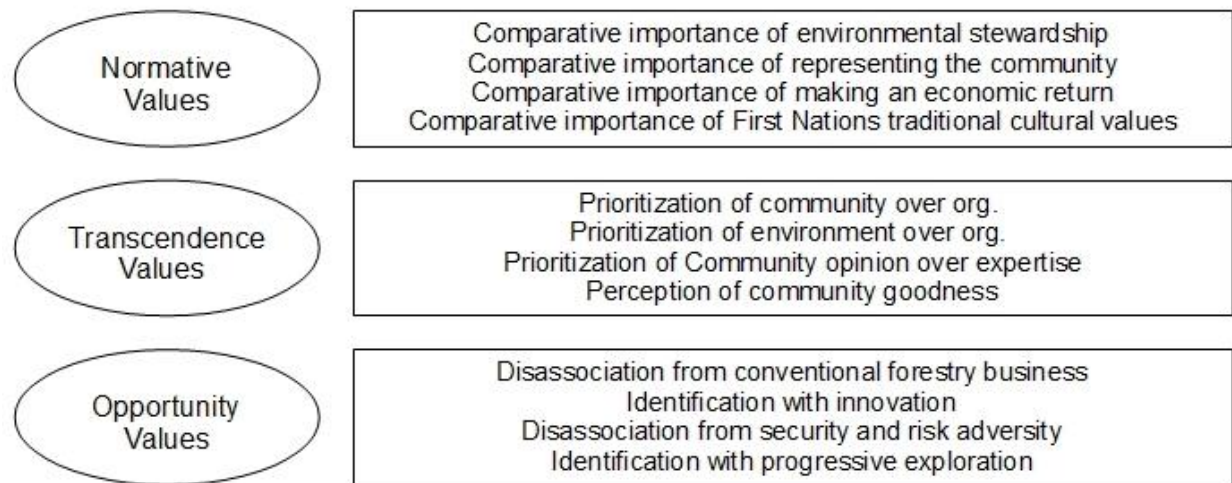 Normative
Values
Comparative importance of environmental stewardship
Comparative importance of representing the community
Comparative importance of making an economic return
Comparative importance of First Nations traditional cultural values
Transcendence
Values
Prioritization of community over org.
Prioritization of environment over org.
Prioritization of Community opinion over expertise
Perception of community goodness
Opportunity
Values
Disassociation from conventional forestry business
Identification with innovation
Disassociation from security and risk adversity
Identification with progressive exploration